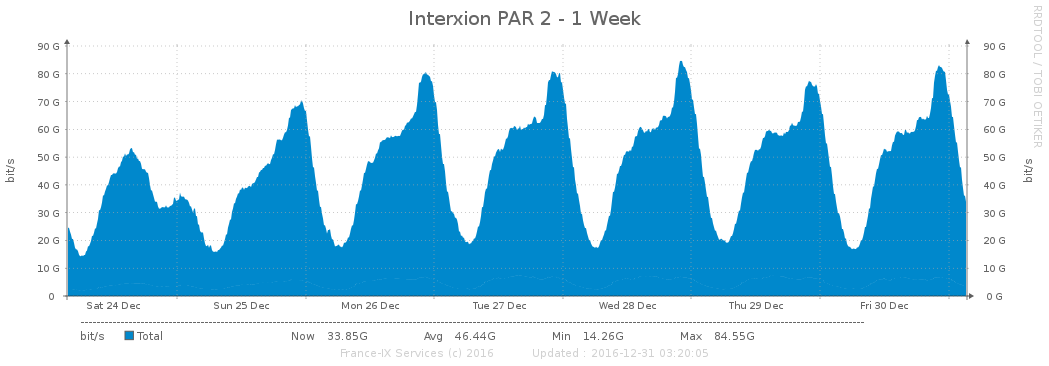 Interxion PAR 2 - 1 Week
RRDTOOL / TOBI OETIKER
bit/s
bit/s
90 G 90 G
80 G 80 G
70 G 70 G
60 G 60 G
50 G 50 G
40 G 40 G
30 G 30 G
20 G 20 G
10 G 10 G
0 0 G
Sat 24 Dec Sun 25 Dec Mon 26 Dec Tue 27 Dec Wed 28 Dec Thu 29 Dec Fri 30 Dec
bit/s Total Now 33.85G Avg 46.44G Min 14.26G Max 84.55G
France-IX Services (c) 2016 Updated : 2016-12-31 03:20:05